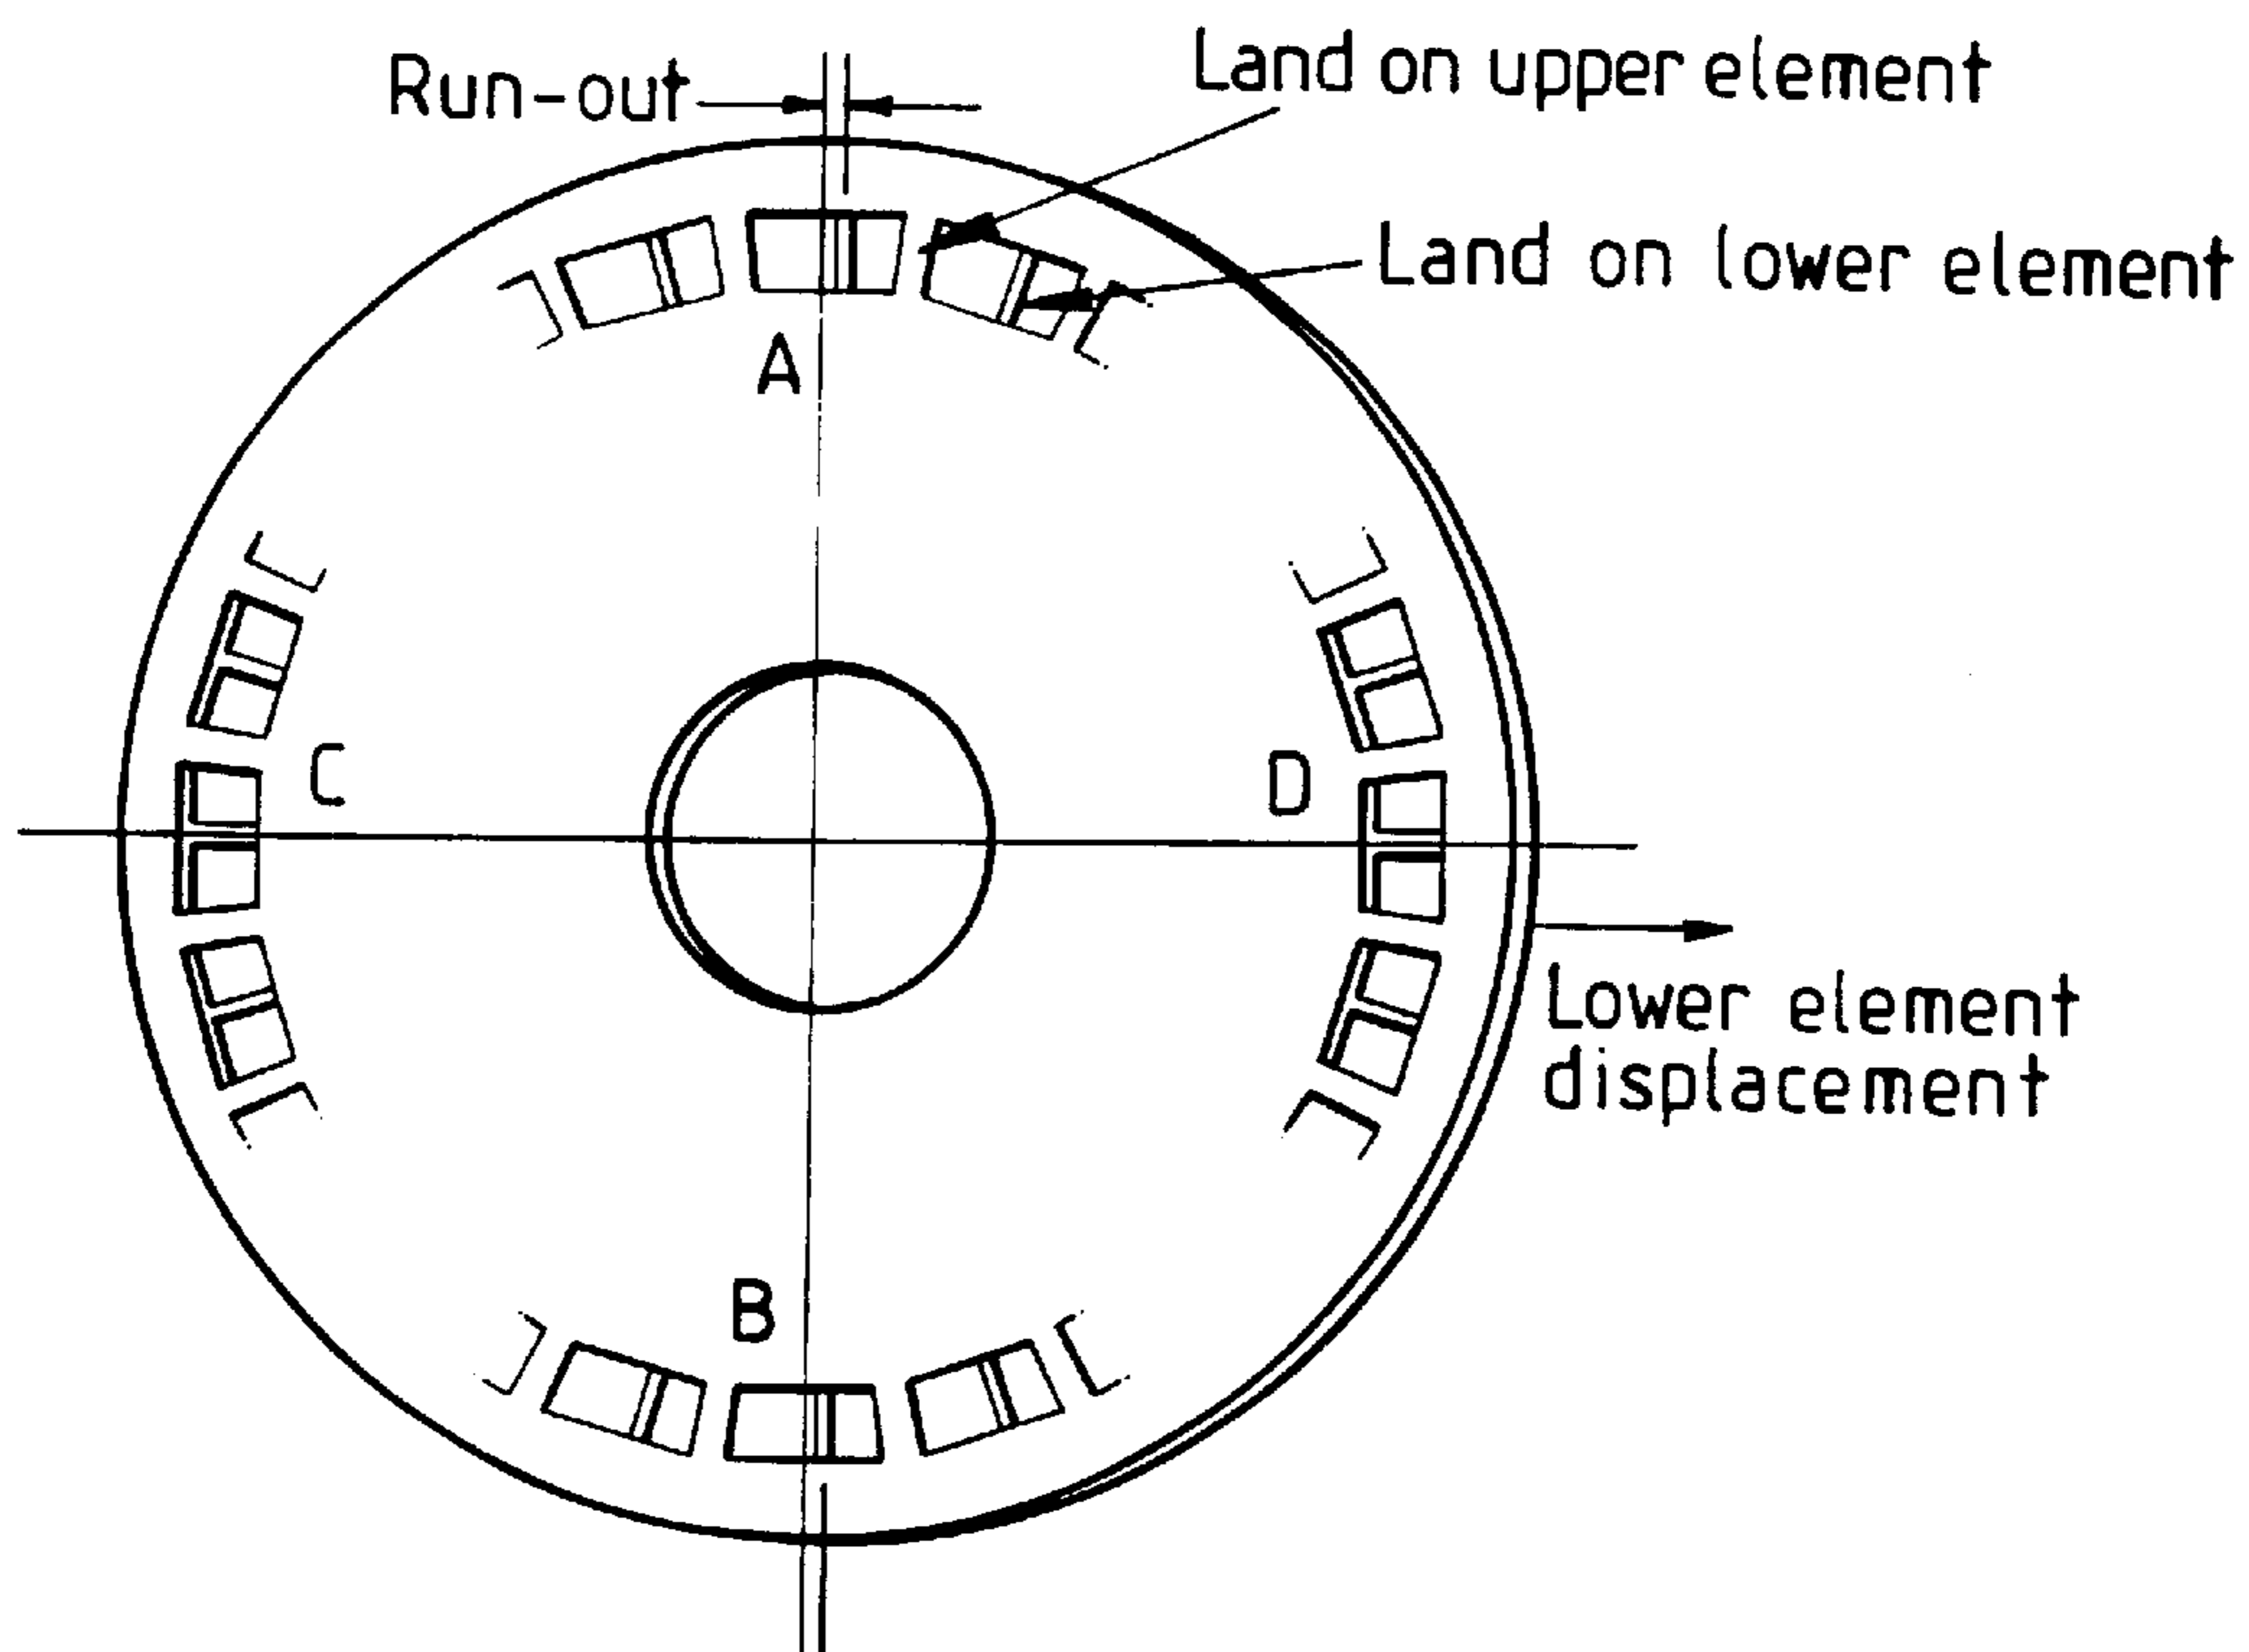 Run-out
Land on upper element
Land on lower element
A
C
D
Lower element
displacement
B